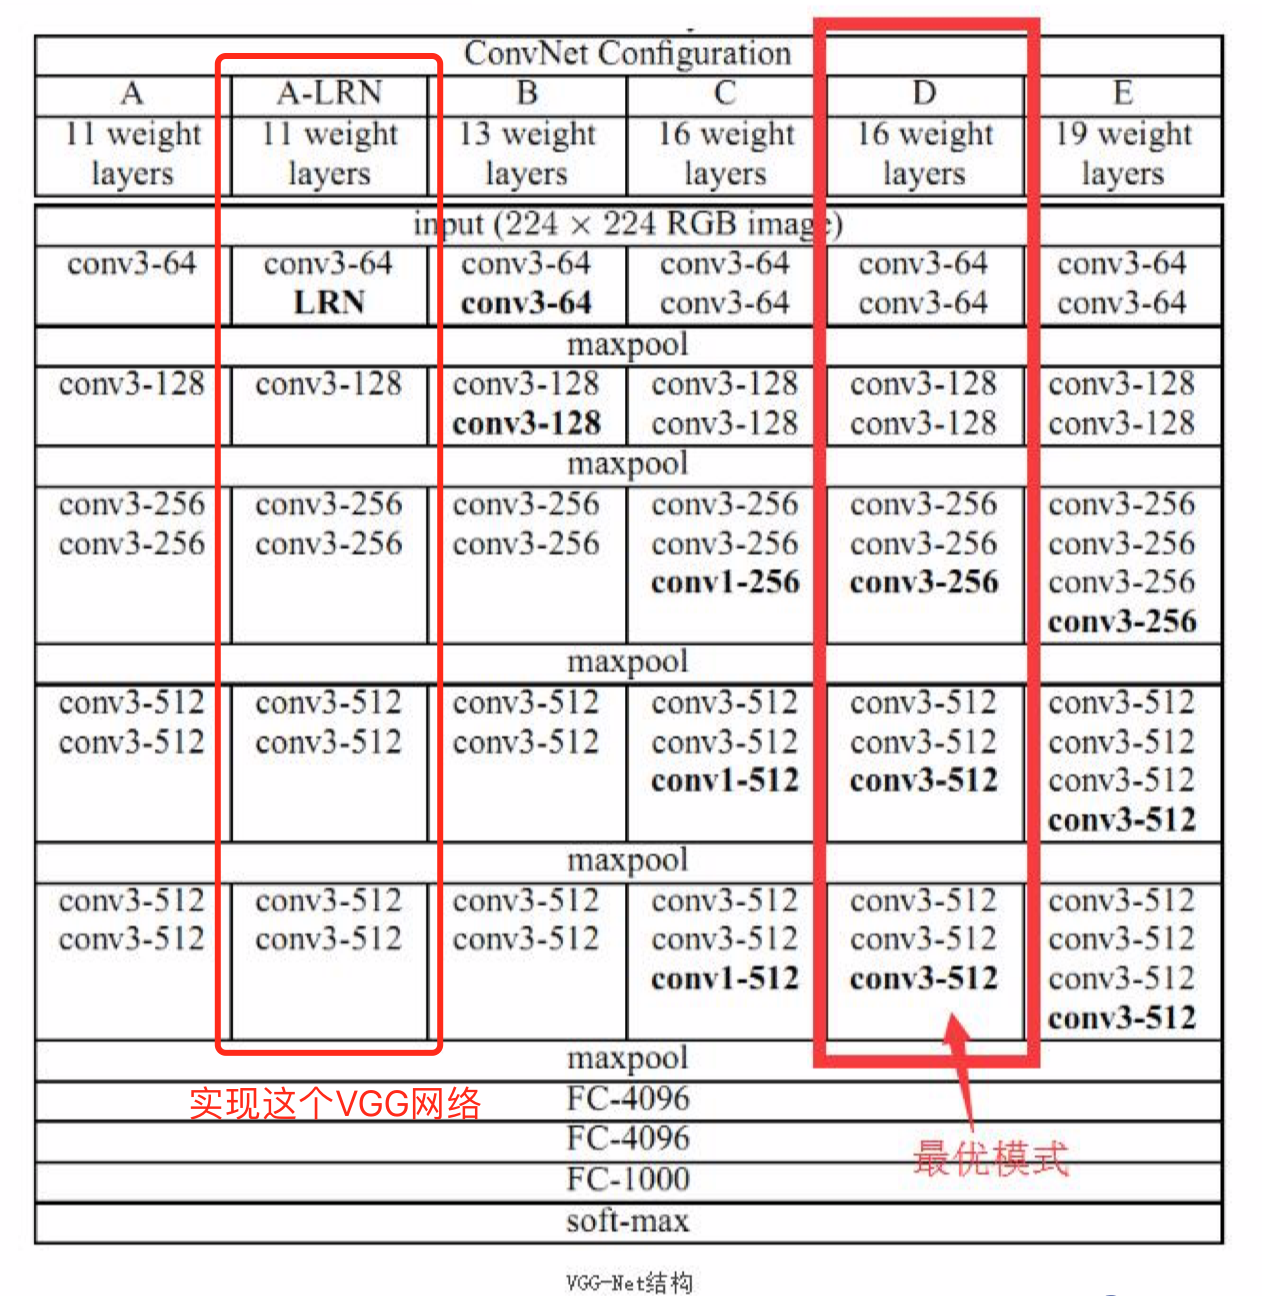 ConvNet Configuration
A A-LRN B C D E
11 weight layers 11 weight layers 13 weight layers 16 weight layers 16 weight layers 19 weight layers
input (224 × 224 RGB image)
conv3-64 conv3-64 conv3-64 conv3-64 conv3-64 conv3-64
LRN conv3-64 conv3-64 conv3-64 conv3-64
maxpool
conv3-128 conv3-128 conv3-128 conv3-128 conv3-128 conv3-128
conv3-128 conv3-128 conv3-128 conv3-128
maxpool
conv3-256 conv3-256 conv3-256 conv3-256 conv3-256 conv3-256
conv3-256 conv3-256 conv3-256 conv3-256 conv3-256 conv3-256
conv1-256 conv3-256 conv3-256
conv3-256
maxpool
conv3-512 conv3-512 conv3-512 conv3-512 conv3-512 conv3-512
conv3-512 conv3-512 conv3-512 conv3-512 conv3-512 conv3-512
conv1-512 conv3-512 conv3-512
conv3-512
maxpool
conv3-512 conv3-512 conv3-512 conv3-512 conv3-512 conv3-512
conv3-512 conv3-512 conv3-512 conv3-512 conv3-512 conv3-512
conv1-512 conv3-512 conv3-512
conv3-512
maxpool
实现这个VGG网络
FC-4096
FC-4096
最优模式
FC-1000
soft-max
VGG-Net结构